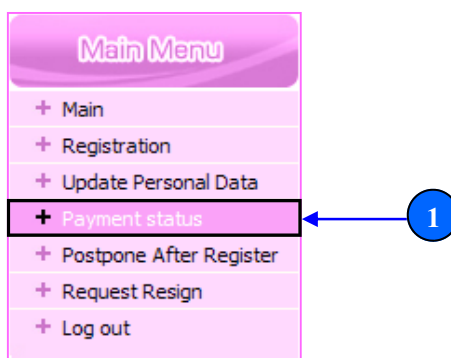 Main Menu
+ Main
+ Registration
+ Update Personal Data
+ Payment status
1
+ Postpone After Register
+ Request Resign
+ Log out